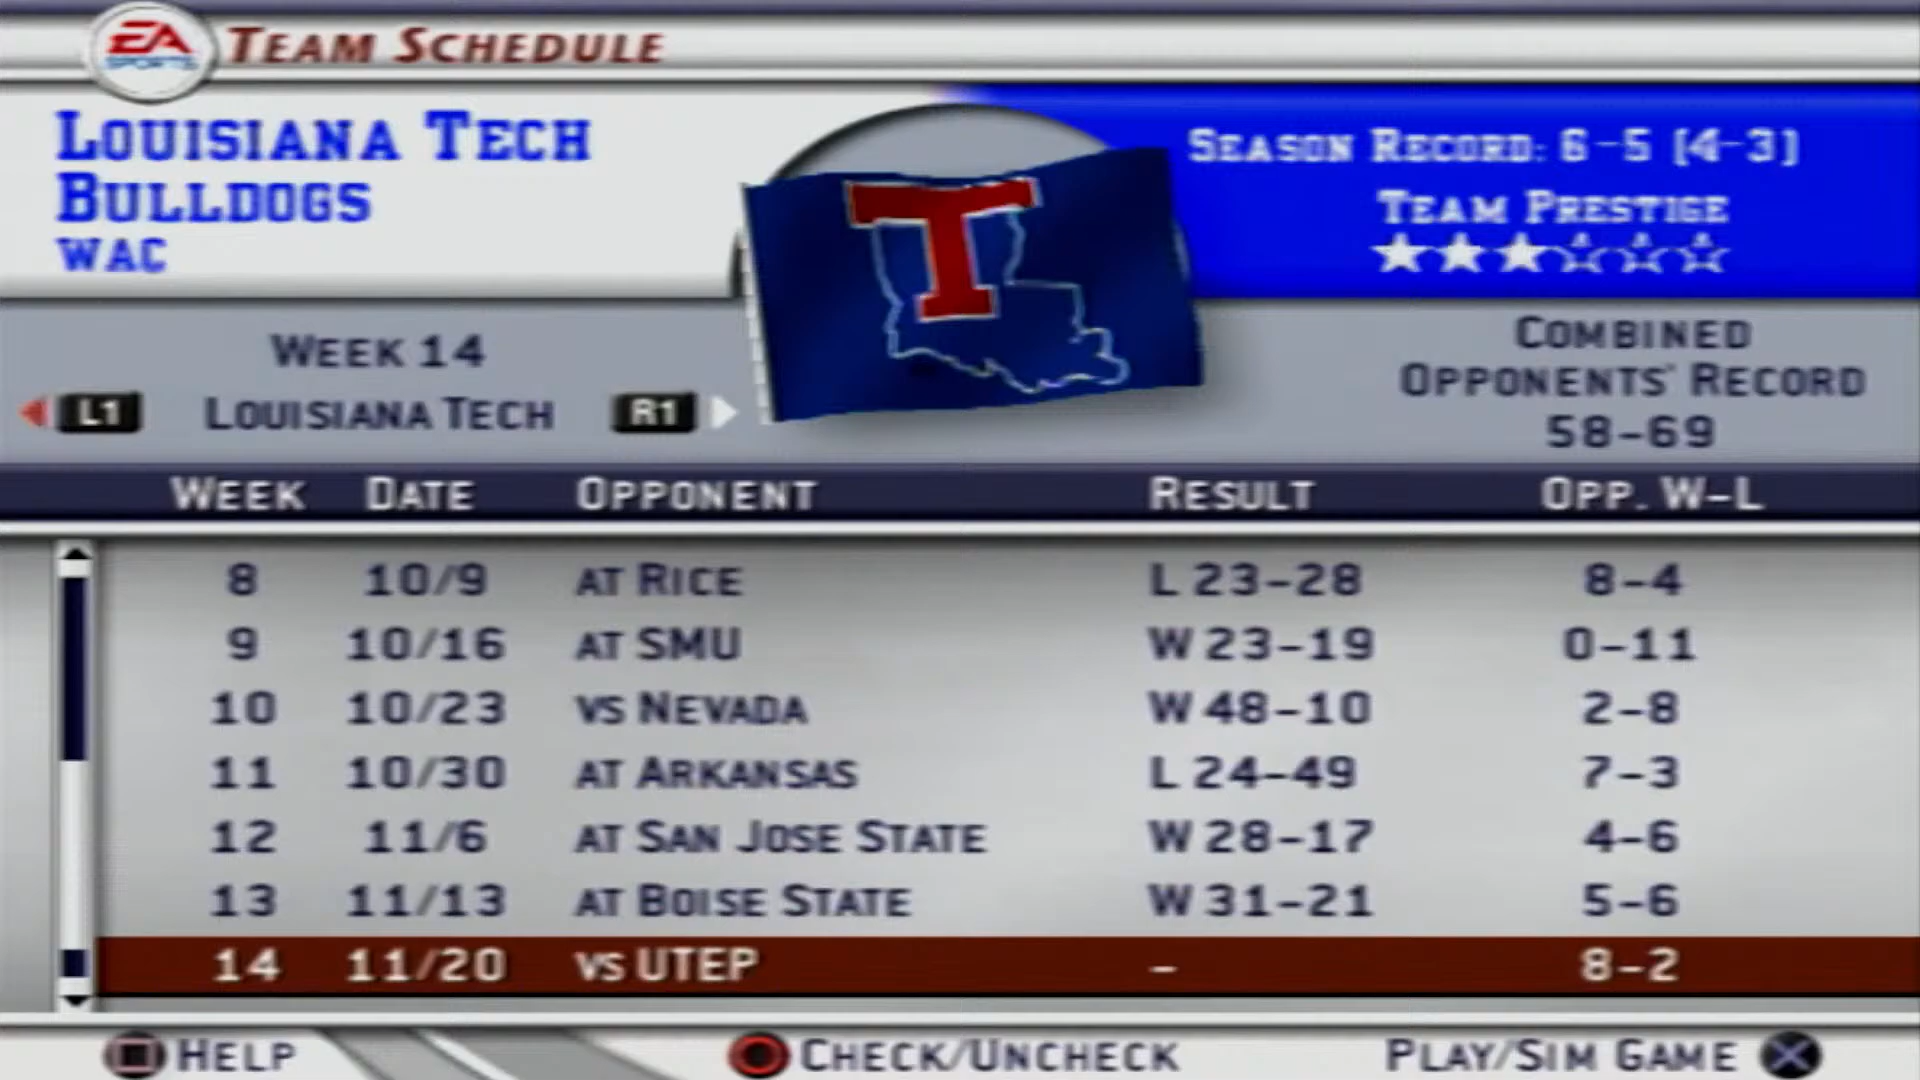 EA SPORTS TEAM SCHEDULE
LOUISIANA TECH
BULLDOGS
WAC
SEASON RECORD: 6-5 (4-3)
TEAM PRESTIGE
T
WEEK 14
L1 LOUISIANA TECH R1
COMBINED
OPPONENTS' RECORD
58-69
WEEK DATE OPPONENT RESULT OPP. W-L
8 10/9 AT RICE L 23-28 8-4
9 10/16 AT SMU W 23-19 0-11
10 10/23 VS NEVADA W 48-10 2-8
11 10/30 AT ARKANSAS L 24-49 7-3
12 11/6 AT SAN JOSE STATE W 28-17 4-6
13 11/13 AT BOISE STATE W 31-21 5-6
14 11/20 VS UTEP - 8-2
HELP CHECK/UNCHECK PLAY/SIM GAME